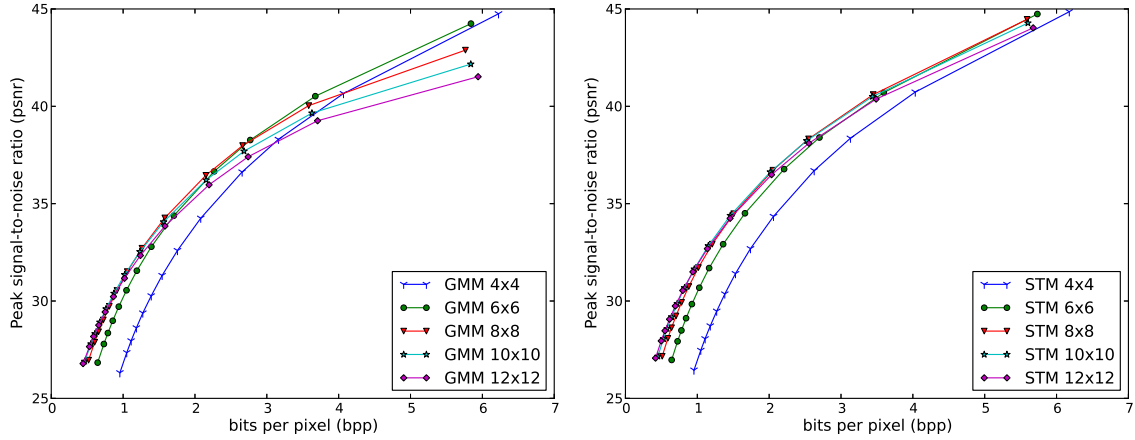 45
40
35
30
25
Peak signal-to-noise ratio (psnr)
0 1 2 3 4 5 6 7
bits per pixel (bpp)
GMM 4x4
GMM 6x6
GMM 8x8
GMM 10x10
GMM 12x12
45
40
35
30
25
Peak signal-to-noise ratio (psnr)
0 1 2 3 4 5 6 7
bits per pixel (bpp)
STM 4x4
STM 6x6
STM 8x8
STM 10x10
STM 12x12